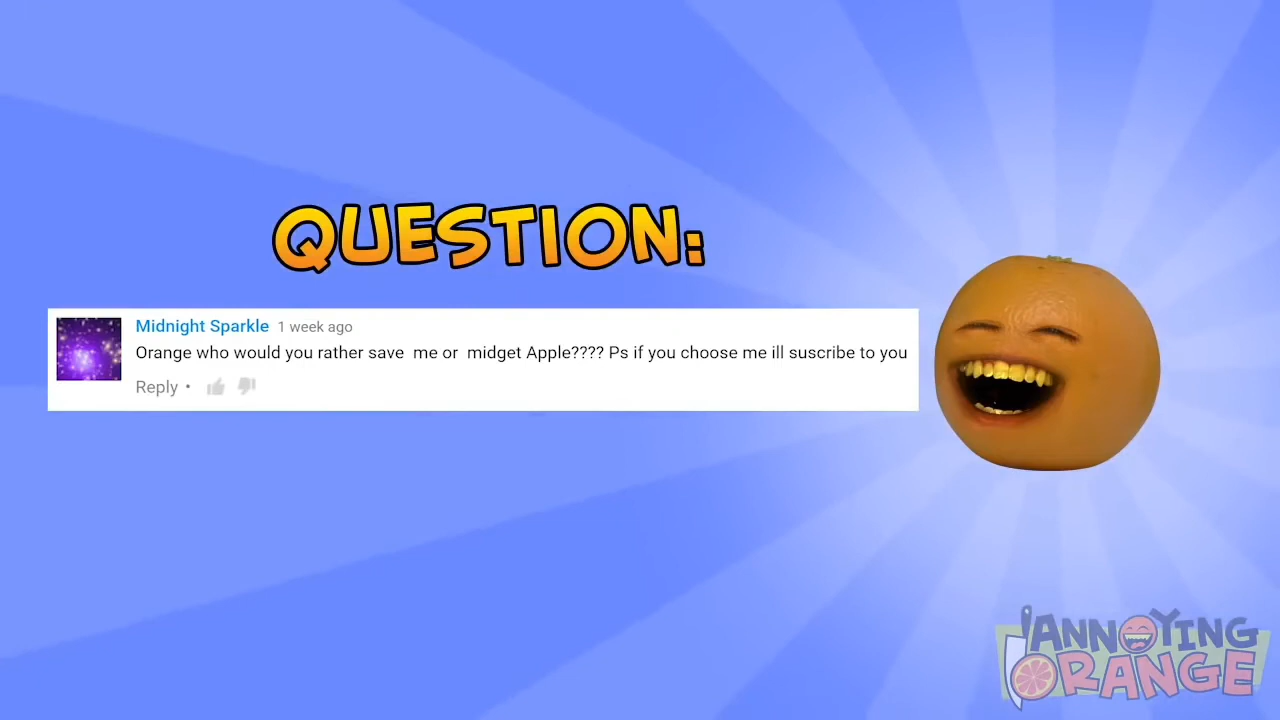 QUESTION:
Midnight Sparkle 1 week ago
Orange who would you rather save  me or  midget Apple???? Ps if you choose me ill suscribe to you
Reply •
ANNOYING
ORANGE